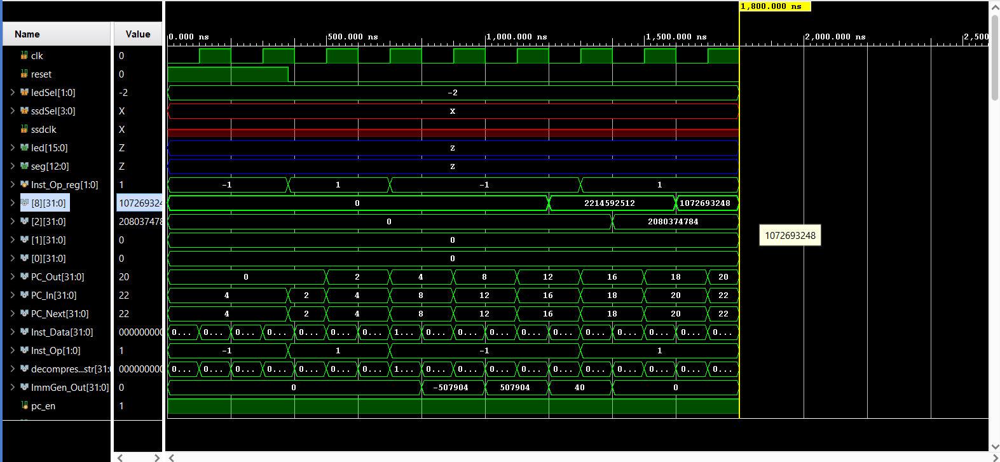 1,800.000 ns
Name Value
0.000 ns 500.000 ns 1,000.000 ns 1,500.000 ns 2,000.000 ns 2,500
clk 0
reset 0
ledSel[1:0] -2 -2
ssdSel[3:0] X X
ssdclk X
led[15:0] Z Z
seg[12:0] Z Z
Inst_Op_reg[1:0] 1 -1 1 -1 1
[8][31:0] 107269324 0 2214592512 1072693248
[2][31:0] 208037478 0 2080374784
1072693248
[1][31:0] 0 0
[0][31:0] 0 0
PC_Out[31:0] 20 0 2 4 8 12 16 18 20
PC_In[31:0] 22 4 2 4 8 12 16 18 20 22
PC_Next[31:0] 22 4 2 4 8 12 16 18 20 22
Inst_Data[31:0] 000000000 0... 0... 0... 0... 0... 0... 0... 1... 0... 0... 0... 0... 0... 0... 0... 0... 0... 0...
Inst_Op[1:0] 1 -1 1 -1 1
decompres...str[31:0 000000000 0... 0... 0... 0... 0... 0... 0... 1... 0... 0... 0... 0... 0... 0... 0... 0... 0... 0...
ImmGen_Out[31:0] 0 0 -507904 507904 40 0
pc_en 1